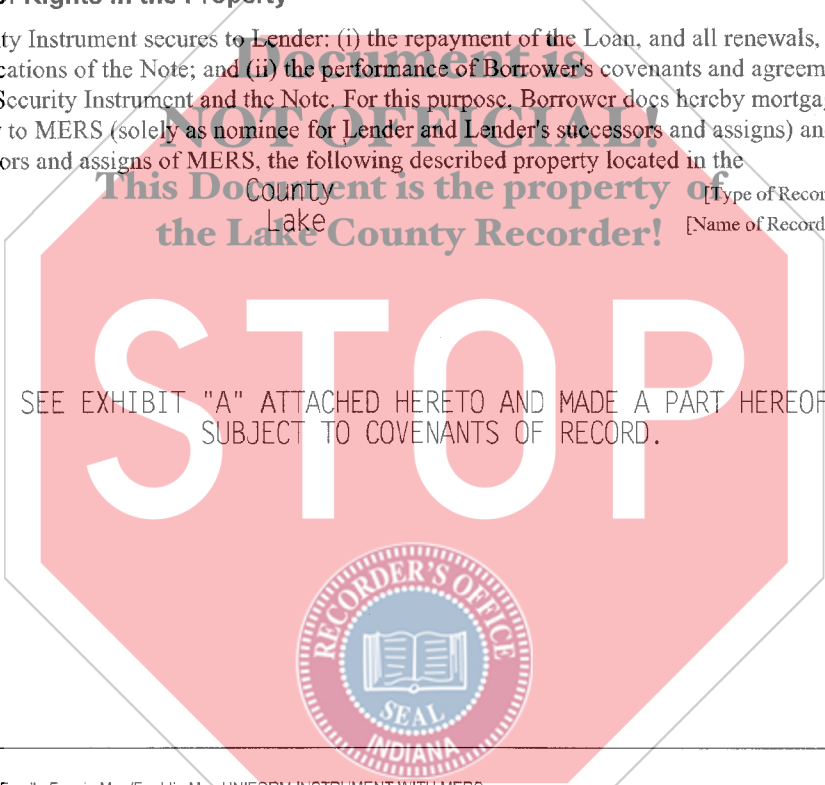 Rights in the Property
ty Instrument secures to Lender: (i) the repayment of the Loan, and all renewals,
cations of the Note; and (ii) the performance of Borrower's covenants and agreem
Security Instrument and the Note. For this purpose, Borrower does hereby mortga
to MERS (solely as nominee for Lender and Lender's successors and assigns) an
ors and assigns of MERS, the following described property located in the
Document is
NOT OFFICIAL!
This Document is the property of
the Lake County Recorder!
County [Type of Recor
Lake [Name of Record
STOP
SEE EXHIBIT "A" ATTACHED HERETO AND MADE A PART HEREOF
SUBJECT TO COVENANTS OF RECORD.
RECORDER'S OFFICE
SEAL
INDIANA
UNIFORM INSTRUMENT WITH MERS